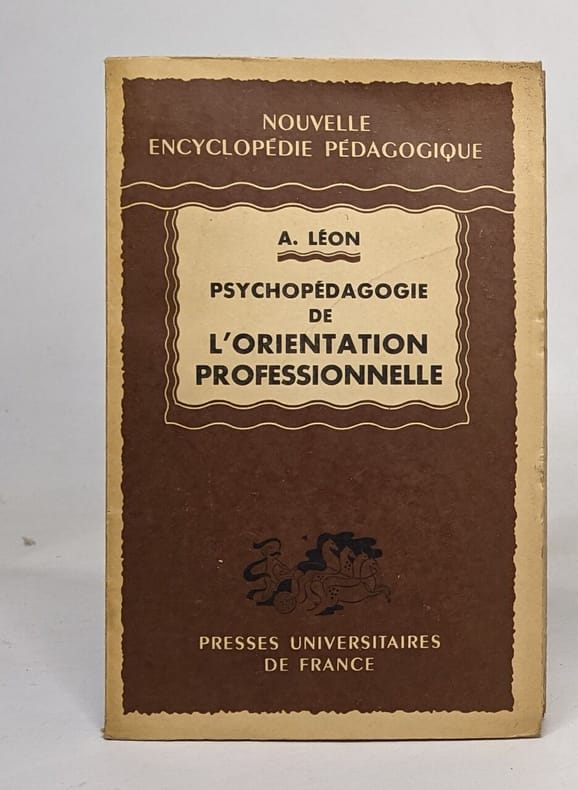 NOUVELLE
ENCYCLOPÉDIE PÉDAGOGIQUE
A. LÉON
PSYCHOPÉDAGOGIE
DE
L'ORIENTATION
PROFESSIONNELLE
PRESSES UNIVERSITAIRES
DE FRANCE